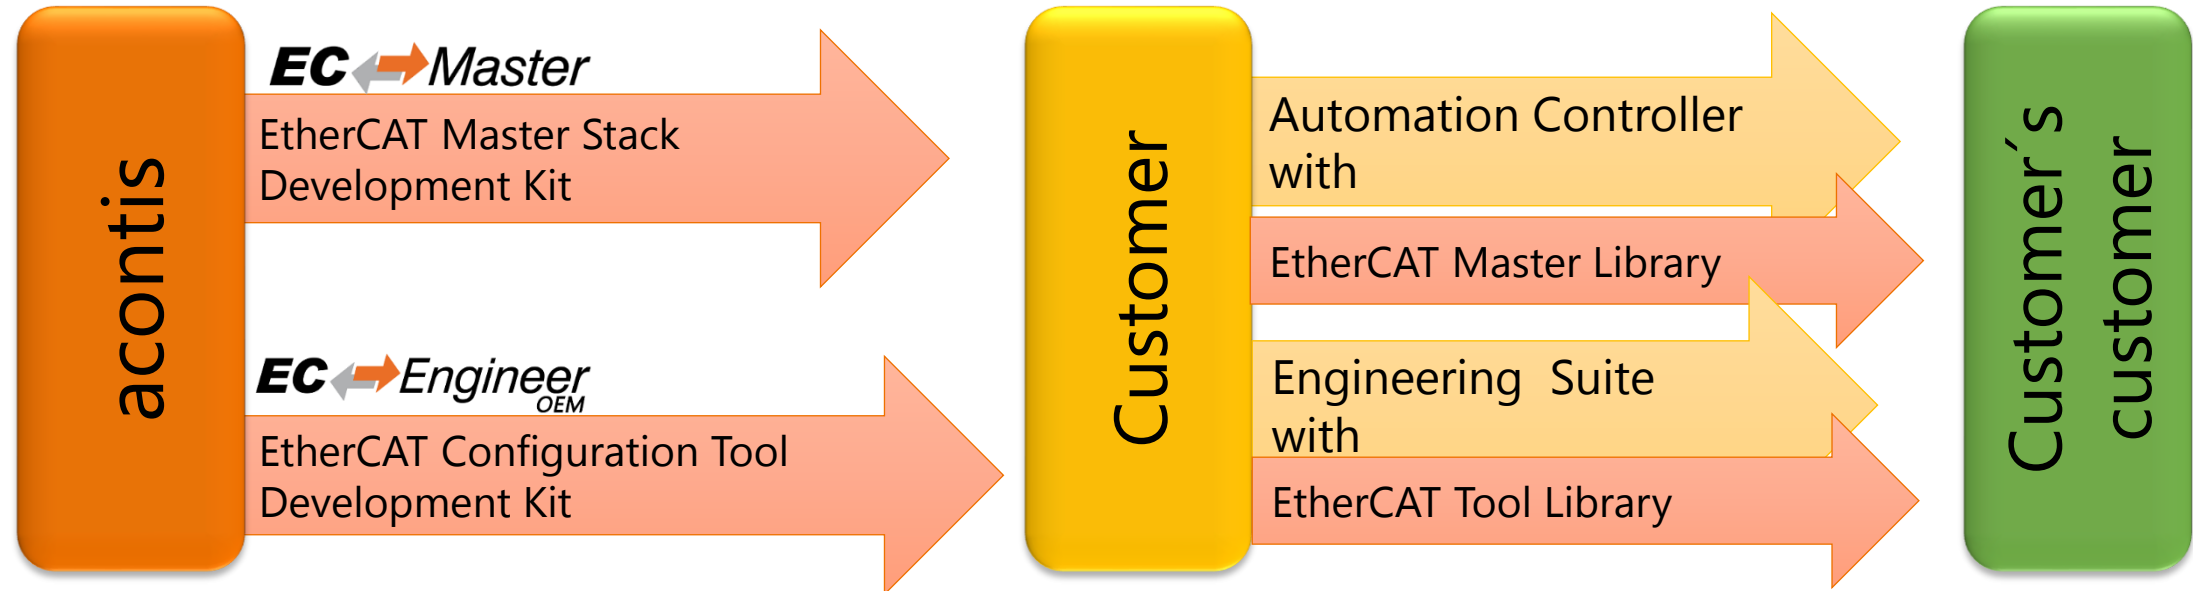 acontis
EC Master
EtherCAT Master Stack
Development Kit
EC Engineer
OEM
EtherCAT Configuration Tool
Development Kit
Customer
Automation Controller
with
EtherCAT Master Library
Engineering  Suite
with
EtherCAT Tool Library
Customer´s
customer